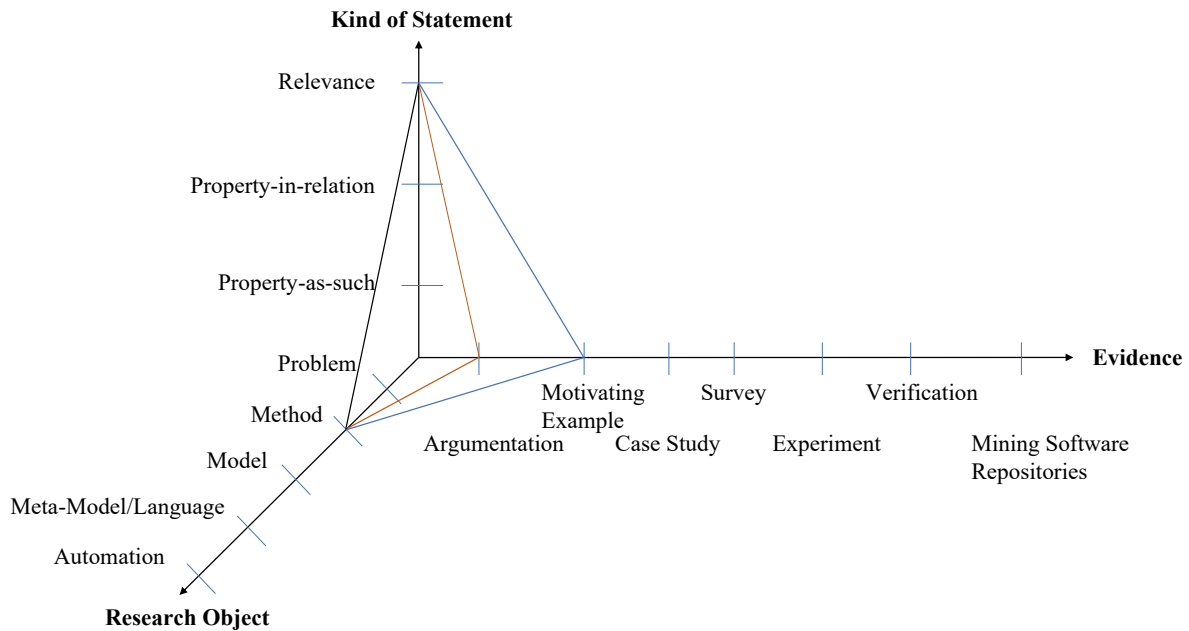 Kind of Statement
Relevance
Property-in-relation
Property-as-such
Problem
Method
Model
Meta-Model/Language
Automation
Research Object
Evidence
Motivating
Example
Survey
Verification
Argumentation
Case Study
Experiment
Mining Software
Repositories